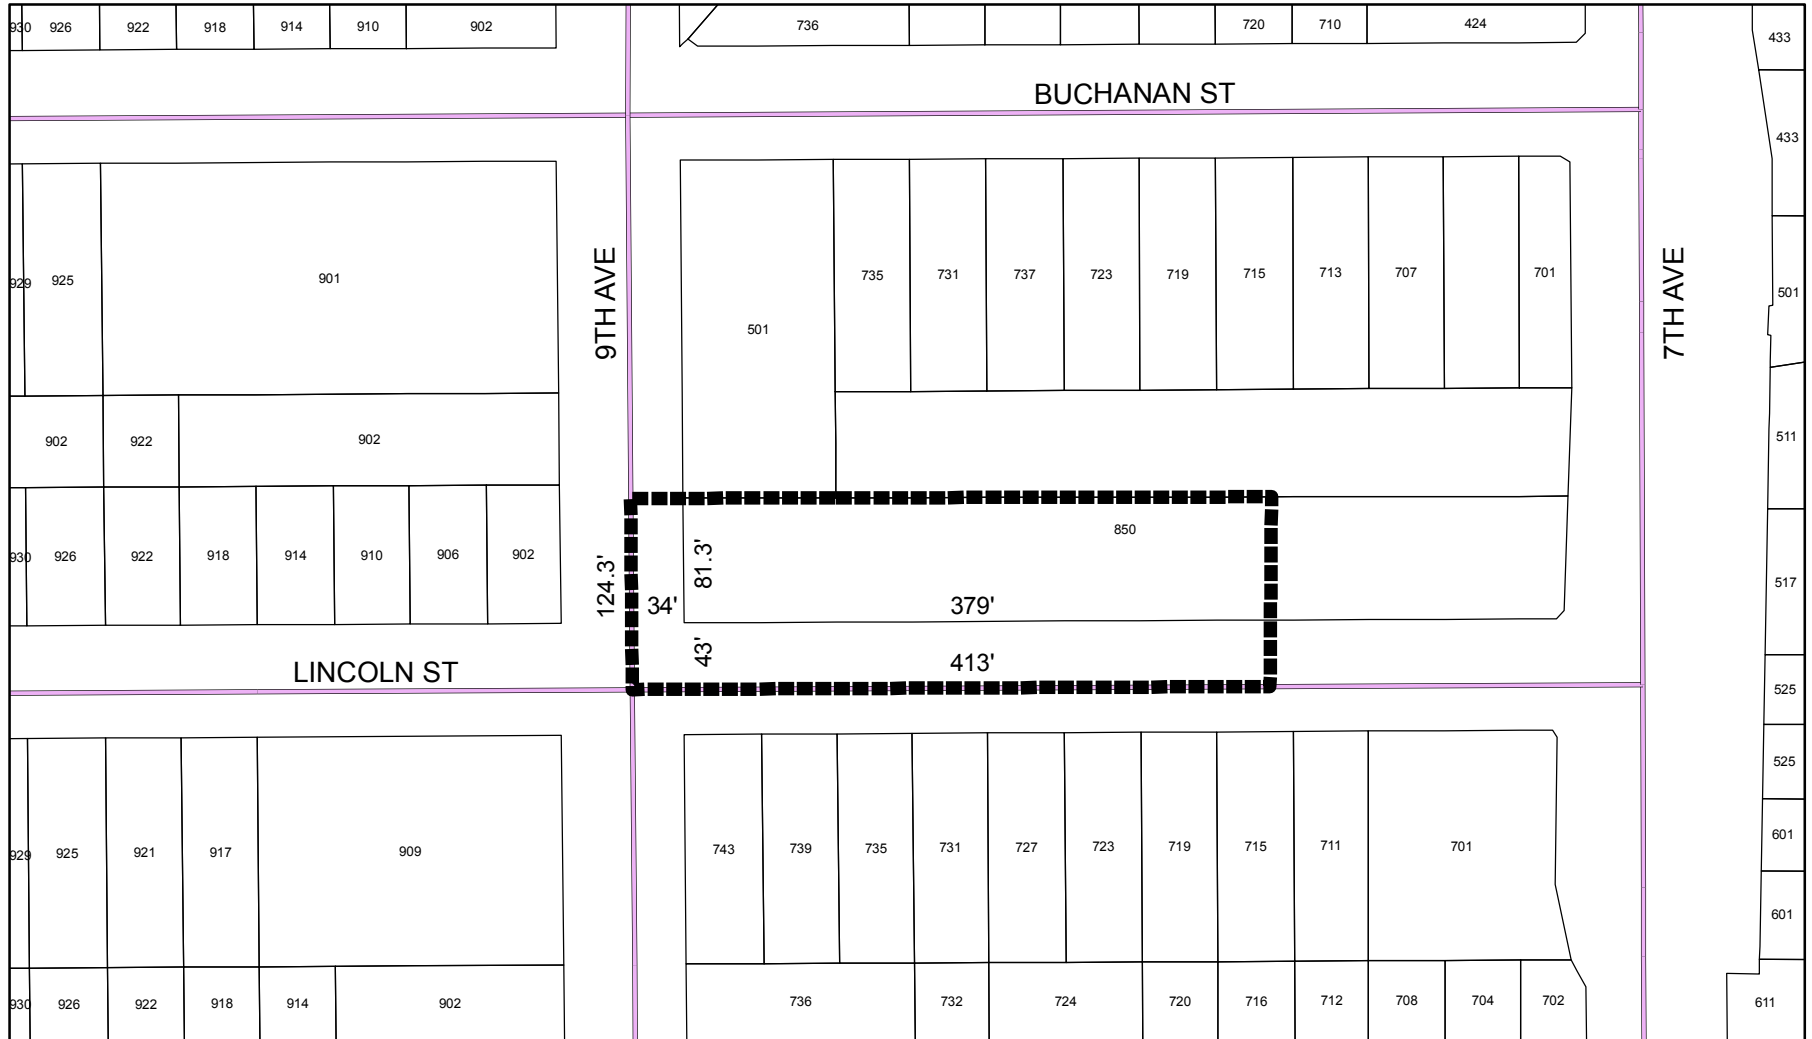 930 926 922 918 914 910 902 736 720 710 424
433
BUCHANAN ST
433
929 925 901
9TH AVE
501
735 731 737 723 719 715 713 707 701
7TH AVE
501
902 922 902
511
930 926 922 918 914 910 906 902
124.3'
34'
81.3'
43'
850
379'
413'
517
LINCOLN ST
525
525
929 925 921 917 909
743 739 735 731 727 723 719 715 711 701
601
601
930 926 922 918 914 902 736 732 724 720 716 712 708 704 702 611